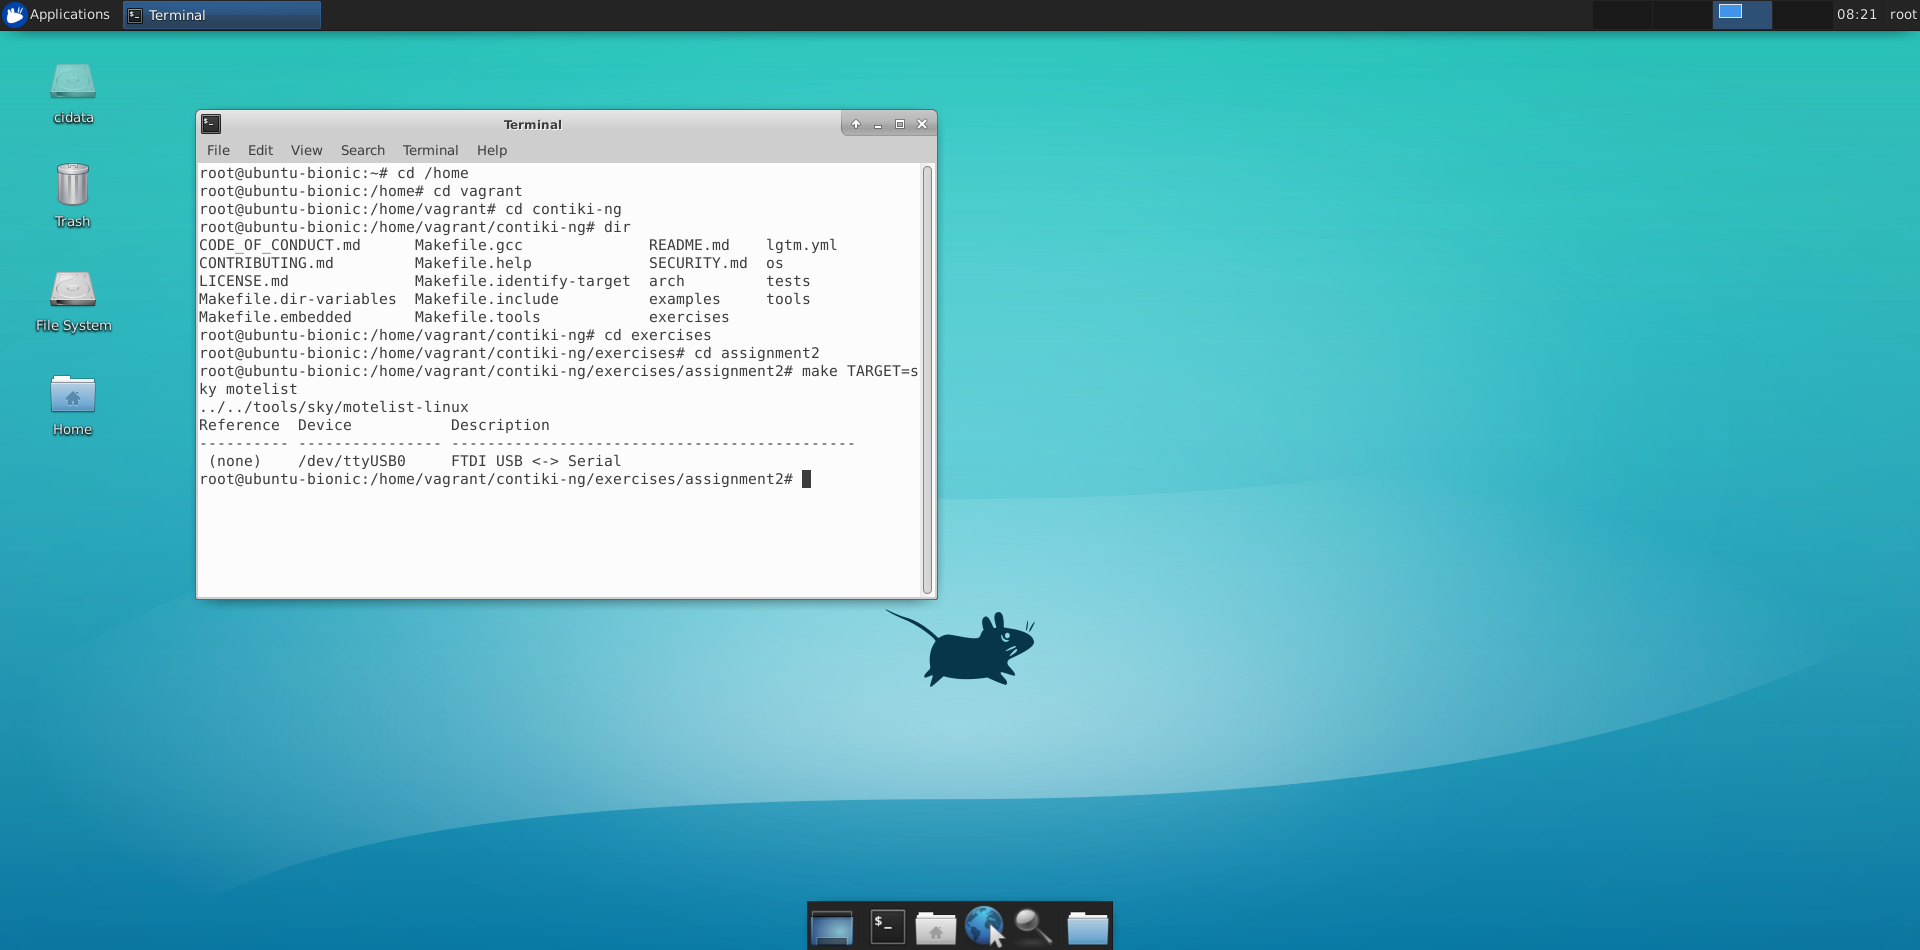 Applications
Terminal
08:21 root
cidata
Trash
File System
Home
Terminal
File Edit View Search Terminal Help
root@ubuntu-bionic:~# cd /home
root@ubuntu-bionic:/home# cd vagrant
root@ubuntu-bionic:/home/vagrant# cd contiki-ng
root@ubuntu-bionic:/home/vagrant/contiki-ng# dir
CODE_OF_CONDUCT.md      Makefile.gcc              README.md    lgtm.yml
CONTRIBUTING.md         Makefile.help             SECURITY.md  os
LICENSE.md              Makefile.identify-target  arch         tests
Makefile.dir-variables  Makefile.include          examples     tools
Makefile.embedded       Makefile.tools            exercises
root@ubuntu-bionic:/home/vagrant/contiki-ng# cd exercises
root@ubuntu-bionic:/home/vagrant/contiki-ng/exercises# cd assignment2
root@ubuntu-bionic:/home/vagrant/contiki-ng/exercises/assignment2# make TARGET=s
ky motelist
../../tools/sky/motelist-linux
Reference  Device           Description
---------- ---------------- ---------------------------------------------
 (none)    /dev/ttyUSB0     FTDI USB <-> Serial
root@ubuntu-bionic:/home/vagrant/contiki-ng/exercises/assignment2#
$_